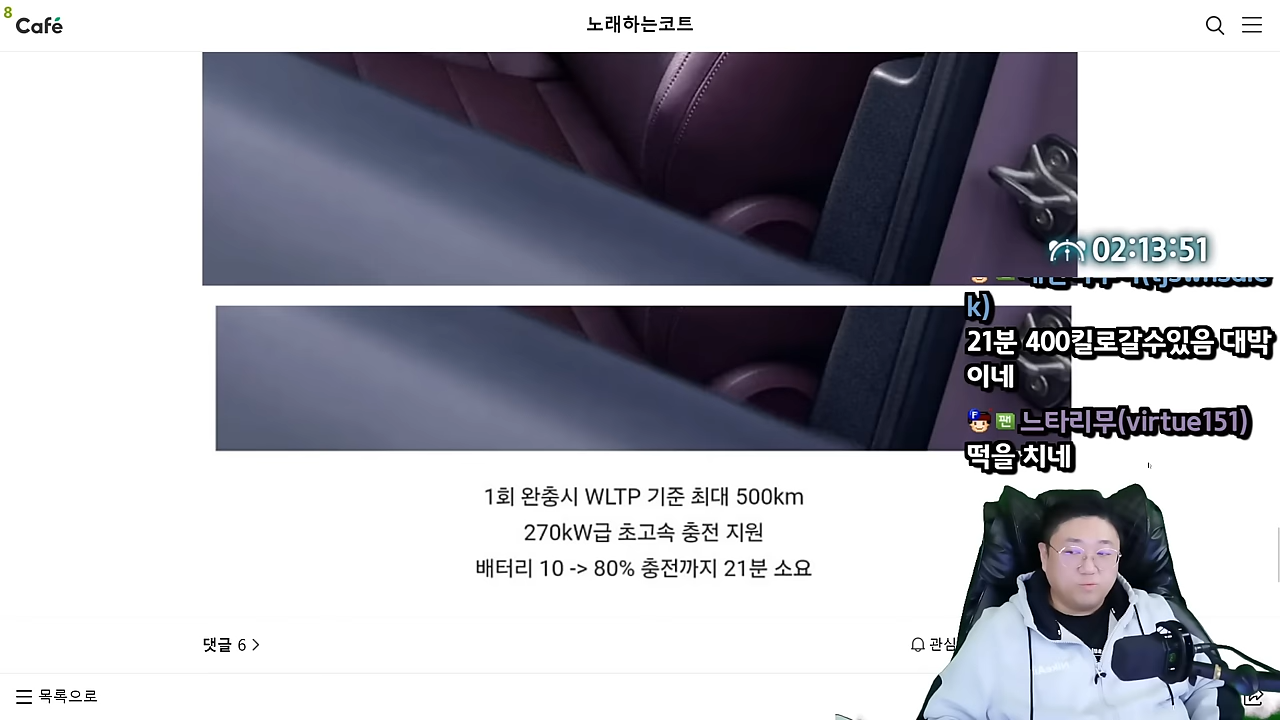 8
Café
노래하는코트
02:13:51
k)
21분 400킬로갈수있음 대박
이네
팬 느타리무(virtue151)
떡을 치네
1회 완충시 WLTP 기준 최대 500km
270kW급 초고속 충전 지원
배터리 10 -> 80% 충전까지 21분 소요
댓글 6
관심
목록으로